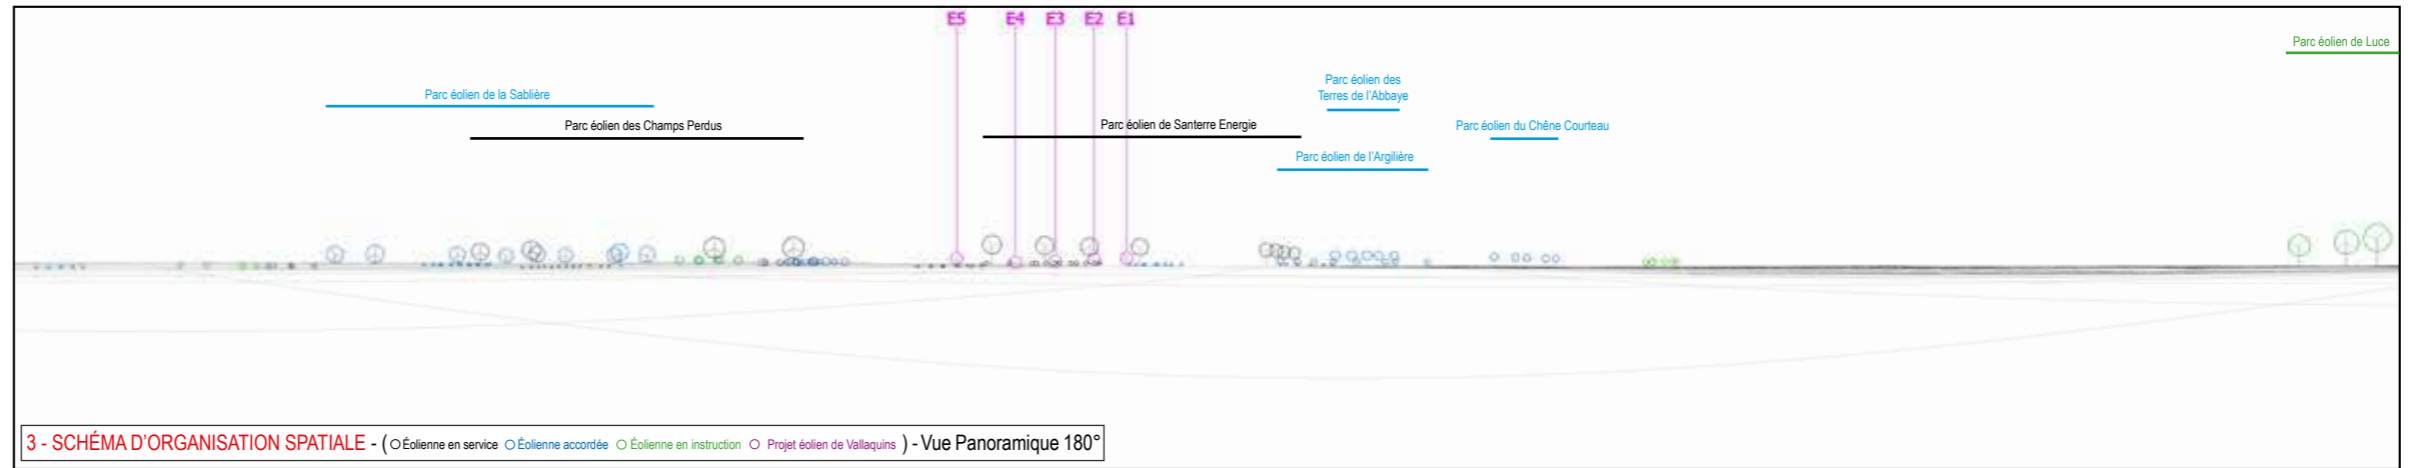 E5 E4 E3 E2 E1
Parc éolien de Luce
Parc éolien des
Terres de l'Abbaye
Parc éolien de la Sablière
Parc éolien des Champs Perdus
Parc éolien de Santerre Energie
Parc éolien du Chêne Courteau
Parc éolien de l'Argilière
3 - SCHÉMA D'ORGANISATION SPATIALE - ( Éolienne en service Éolienne accordée Éolienne en instruction Projet éolien de Vallaquins ) - Vue Panoramique 180°